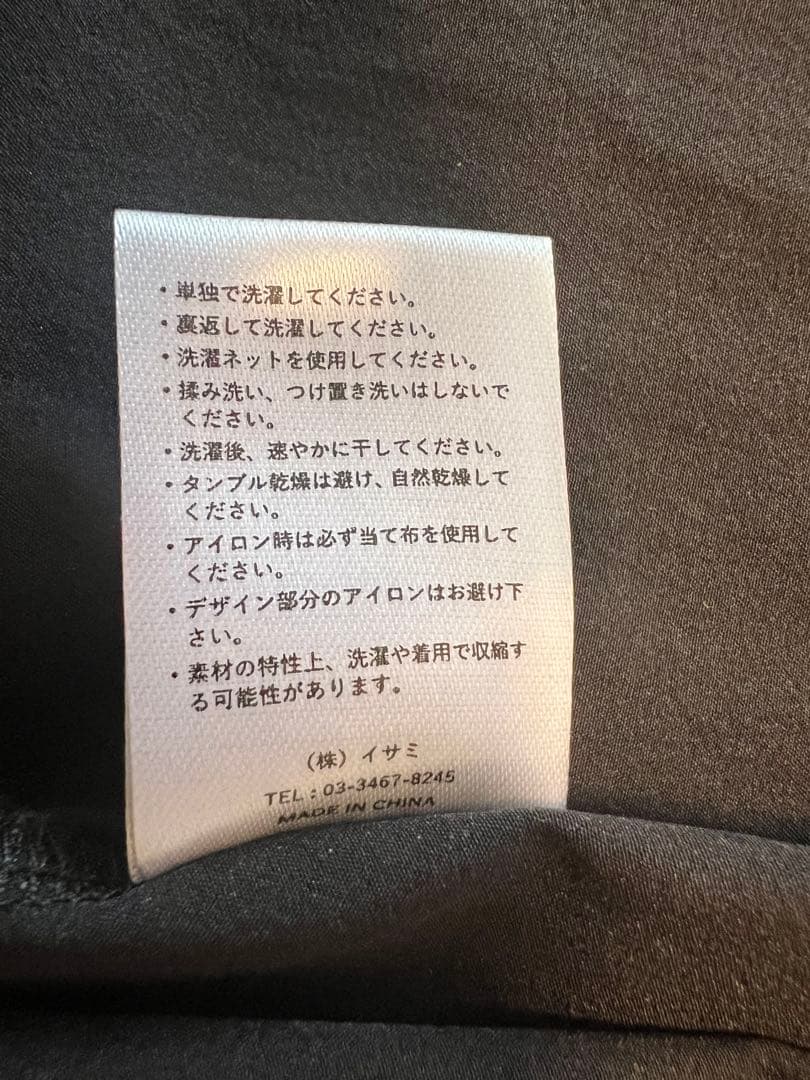 ・単独で洗濯してください。
・裏返して洗濯してください。
・洗濯ネットを使用してください。
・揉み洗い、つけ置き洗いはしないで
ください。
・洗濯後、速やかに干してください。
・タンブル乾燥は避け、自然乾燥して
ください。
・アイロン時は必ず当て布を使用して
ください。
・デザイン部分のアイロンはお避け下
さい。
・素材の特性上、洗濯や着用で収縮す
る可能性があります。
(株)イサミ
TEL:03-3467-8245
MADE IN CHINA